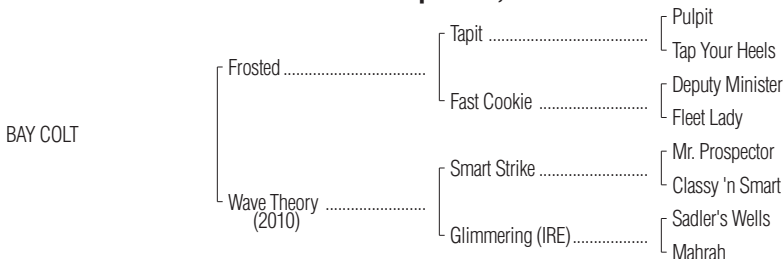 Pulpit
Tapit ......................................
Tap Your Heels
Frosted ..................................
Deputy Minister
Fast Cookie ..........................
Fleet Lady
BAY COLT
Mr. Prospector
Smart Strike ..........................
Classy 'n Smart
Wave Theory ........................
(2010)
Sadler's Wells
Glimmering (IRE)..................
Mahrah